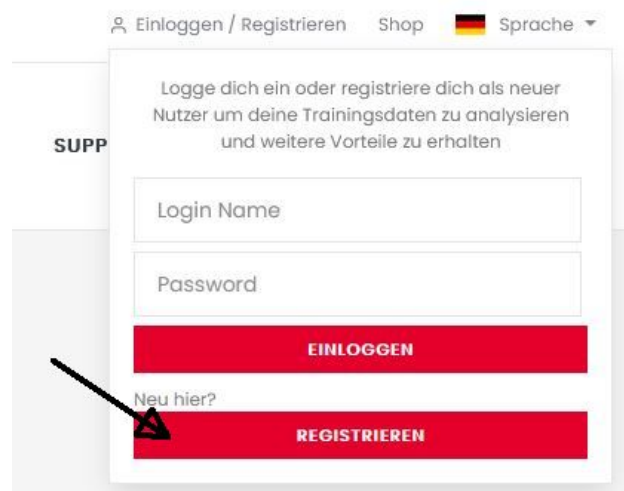 Einloggen / Registrieren Shop Sprache
Logge dich ein oder registriere dich als neuer
Nutzer um deine Trainingsdaten zu analysieren
und weitere Vorteile zu erhalten
SUPP
Login Name
Password
EINLOGGEN
Neu hier?
REGISTRIEREN